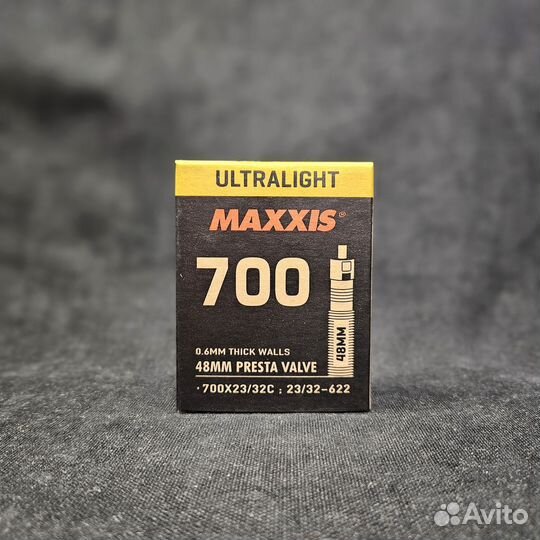 ULTRALIGHT
MAXXIS®
700
48MM
0.6MM THICK WALLS
48MM PRESTA VALVE
·700X23/32C ; 23/32-622
Avito